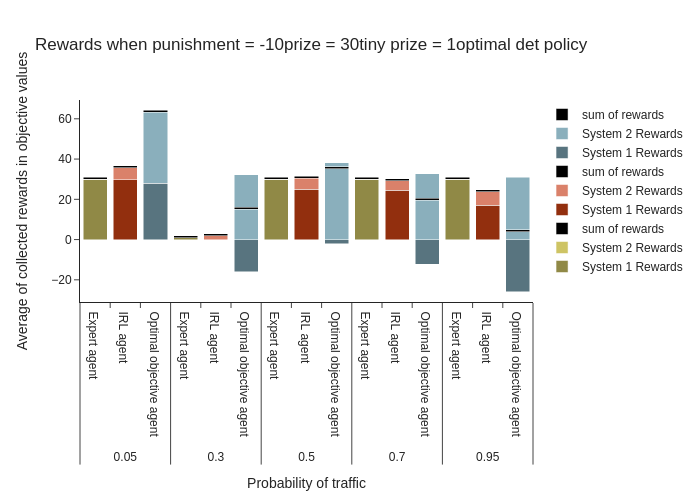 Rewards when punishment = -10prize = 30tiny prize = 1optimal det policy
Average of collected rewards in objective values
60
40
20
0
−20
sum of rewards
System 2 Rewards
System 1 Rewards
sum of rewards
System 2 Rewards
System 1 Rewards
sum of rewards
System 2 Rewards
System 1 Rewards
Expert agent
IRL agent
Optimal objective agent
Expert agent
IRL agent
Optimal objective agent
Expert agent
IRL agent
Optimal objective agent
Expert agent
IRL agent
Optimal objective agent
Expert agent
IRL agent
Optimal objective agent
0.05
0.3
0.5
0.7
0.95
Probability of traffic